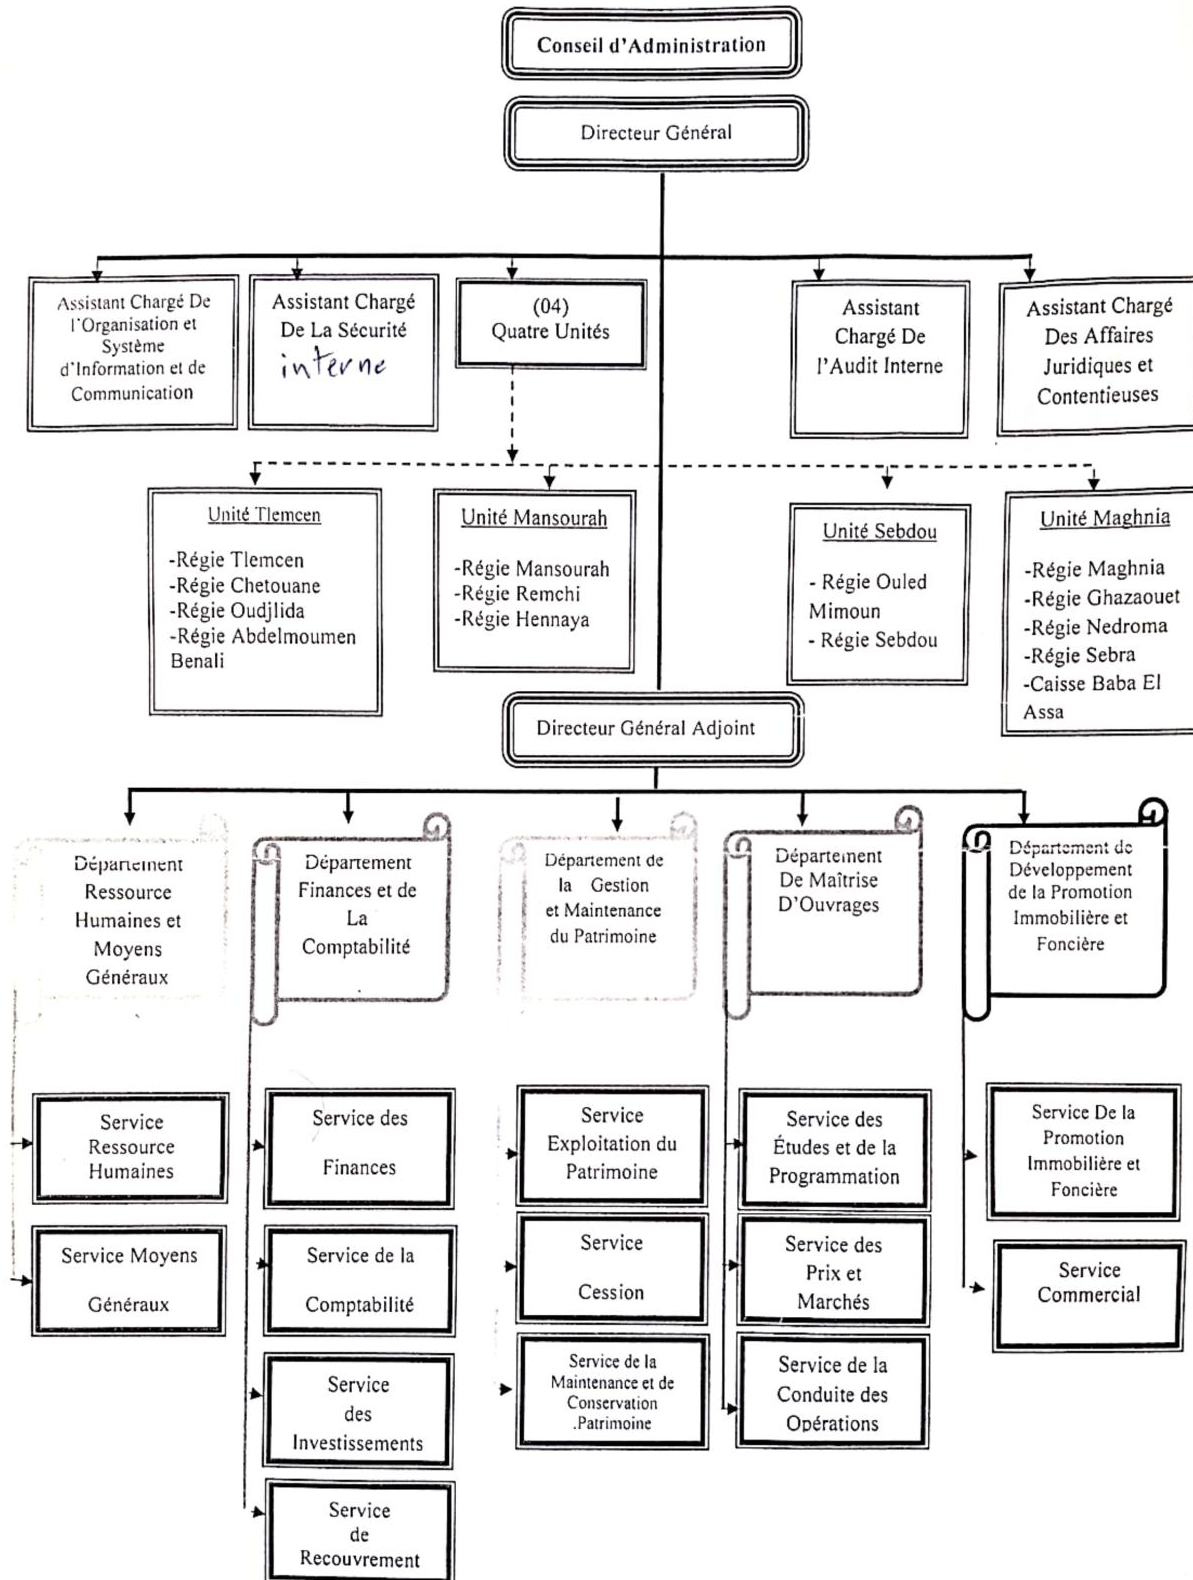 Conseil d'Administration
Directeur Général
Assistant Chargé De
l'Organisation et
Système
d'Information et de
Communication
Assistant Chargé
De La Sécurité
interne
(04)
Quatre Unités
Assistant
Chargé De
l'Audit Interne
Assistant Chargé
Des Affaires
Juridiques et
Contentieuses
Unité Tlemcen
-Régie Tlemcen
-Régie Chetouane
-Régie Oudjlida
-Régie Abdelmoumen
Benali
Unité Mansourah
-Régie Mansourah
-Régie Remchi
-Régie Hennaya
Unité Sebdou
- Régie Ouled
Mimoun
- Régie Sebdou
Unité Maghnia
-Régie Maghnia
-Régie Ghazaouet
-Régie Nedroma
-Régie Sebra
-Caisse Baba El
Assa
Directeur Général Adjoint
Département
Ressource
Humaines et
Moyens
Généraux
Département
Finances et de
La
Comptabilité
Département de
la Gestion
et Maintenance
du Patrimoine
Département
De Maîtrise
D'Ouvrages
Département de
Développement
de la Promotion
Immobilière et
Foncière
Service
Ressource
Humaines
Service Moyens
Généraux
Service des
Finances
Service de la
Comptabilité
Service
des
Investissements
Service
de
Recouvrement
Service
Exploitation du
Patrimoine
Service
Cession
Service de la
Maintenance et de
Conservation
.Patrimoine
Service des
Études et de la
Programmation
Service des
Prix et
Marchés
Service de la
Conduite des
Opérations
Service De la
Promotion
Immobilière et
Foncière
Service
Commercial